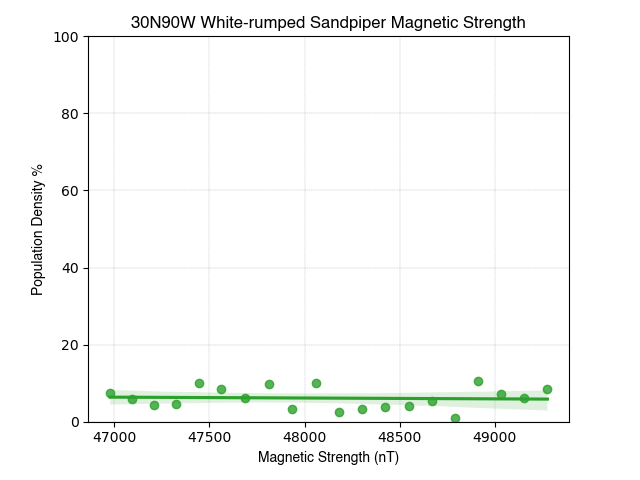 30N90W White-rumped Sandpiper Magnetic Strength
100
80
60
40
20
0
Population Density %
47000 47500 48000 48500 49000
Magnetic Strength (nT)